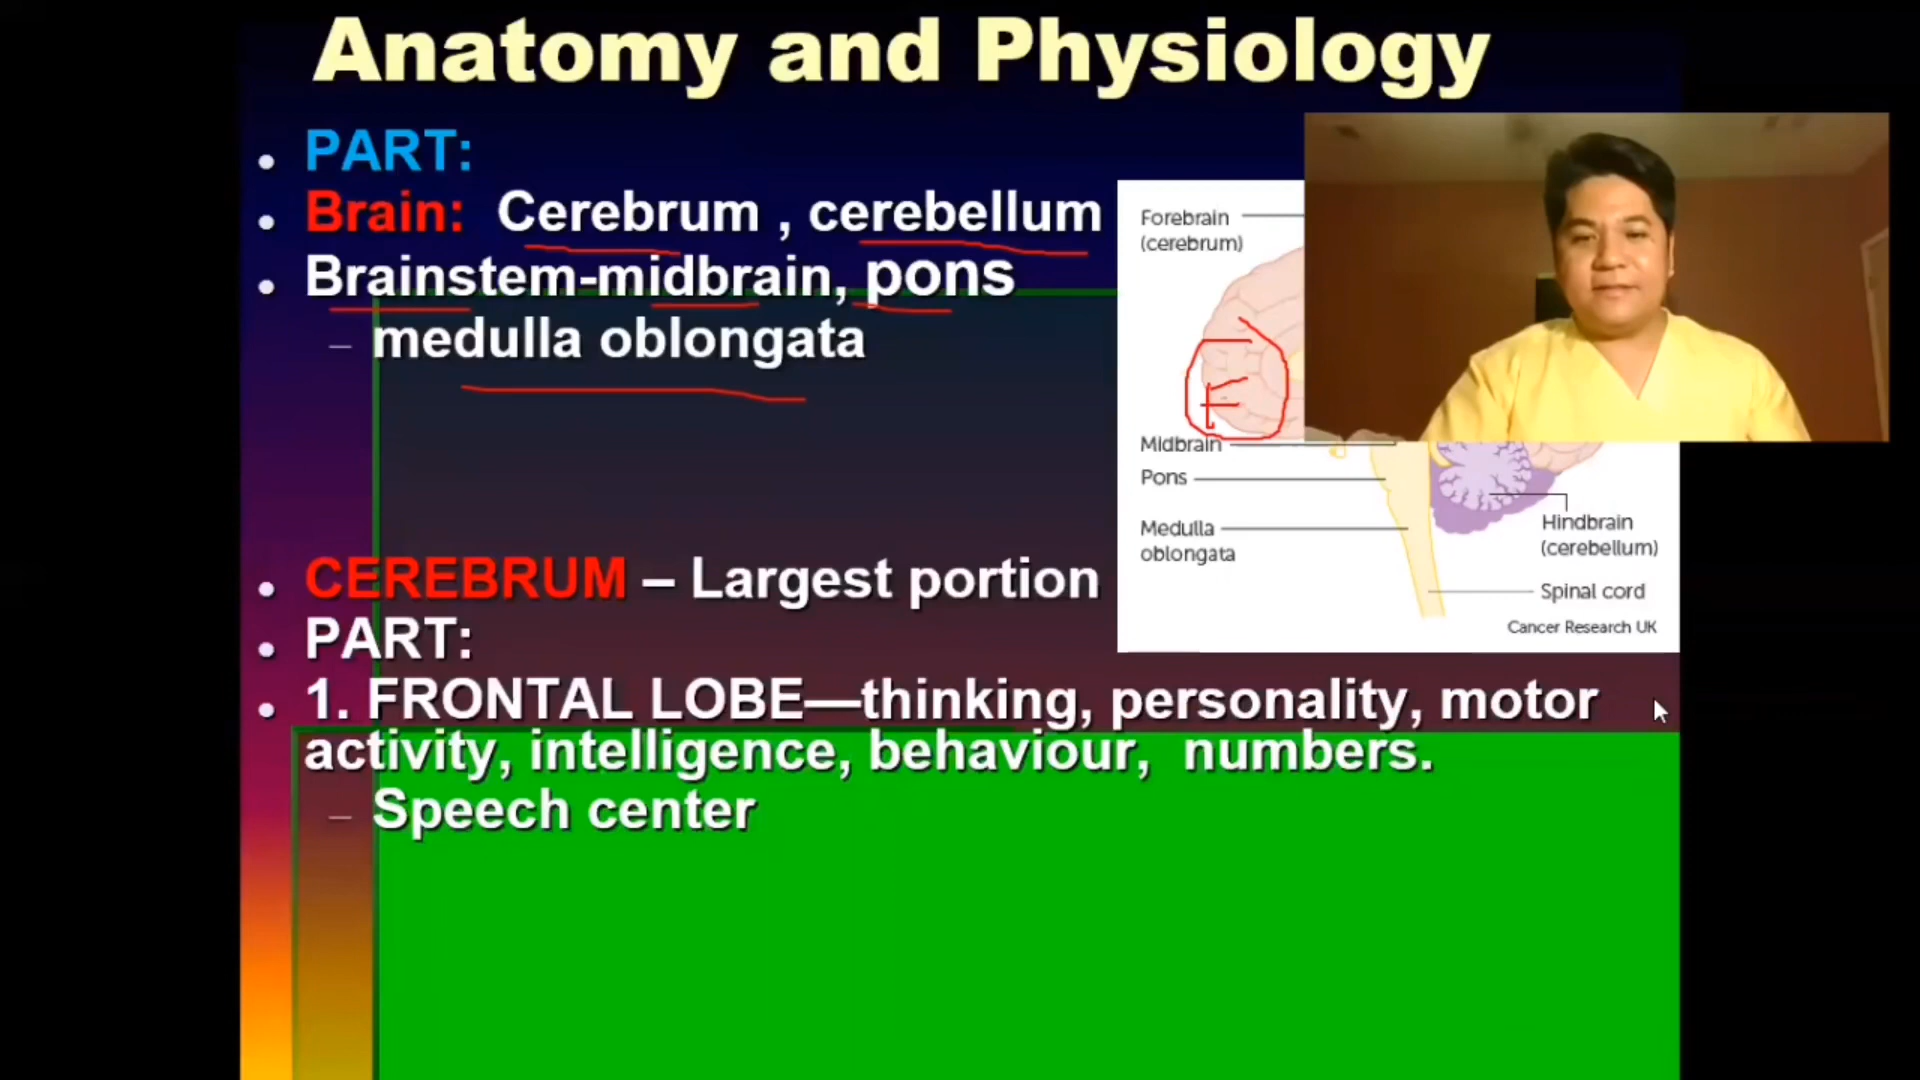 Anatomy and Physiology
• PART:
• Brain: Cerebrum , cerebellum
• Brainstem-midbrain, pons
– medulla oblongata
• CEREBRUM – Largest portion
• PART:
• 1. FRONTAL LOBE—thinking, personality, motor
activity, intelligence, behaviour, numbers.
– Speech center
Forebrain
(cerebrum)
F
Midbrain
Pons
Medulla
oblongata
Hindbrain
(cerebellum)
Spinal cord
Cancer Research UK